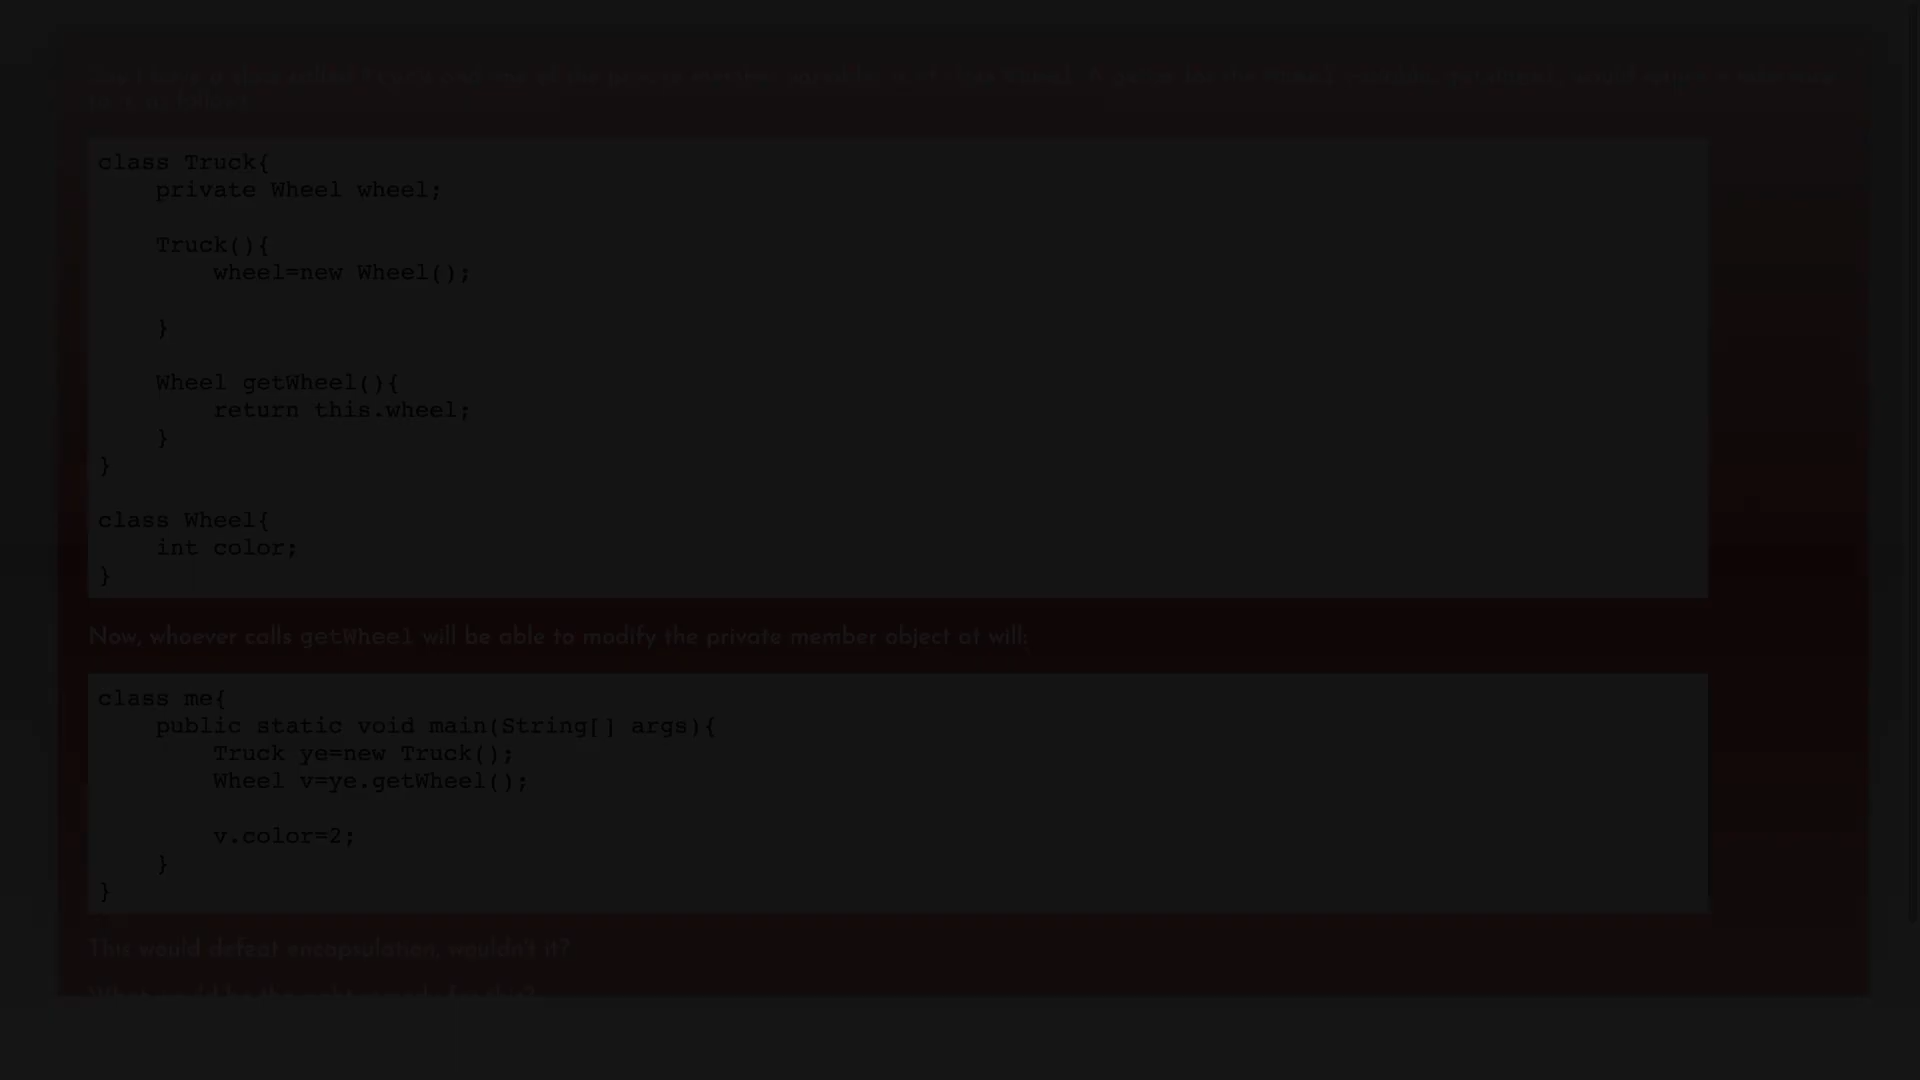 class Truck{
    private Wheel wheel;
    Truck(){
        wheel=new Wheel();
    }
    Wheel getWheel(){
        return this.wheel;
    }
}
class Wheel{
    int color;
}
Now, whoever calls getWheel will be able to modify the private member object at will:
class me{
    public static void main(String[] args){
        Truck ye=new Truck();
        Wheel v=ye.getWheel();
        v.color=2;
    }
}
This would defeat encapsulation, wouldn't it?